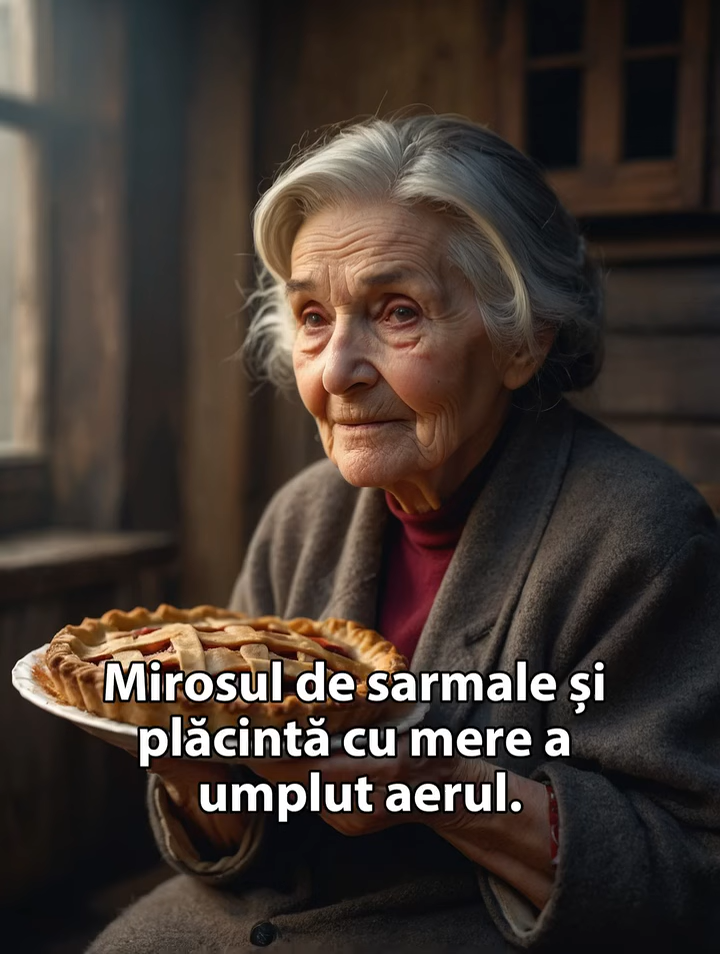 Mirosul de sarmale și
plăcintă cu mere a
umplut aerul.